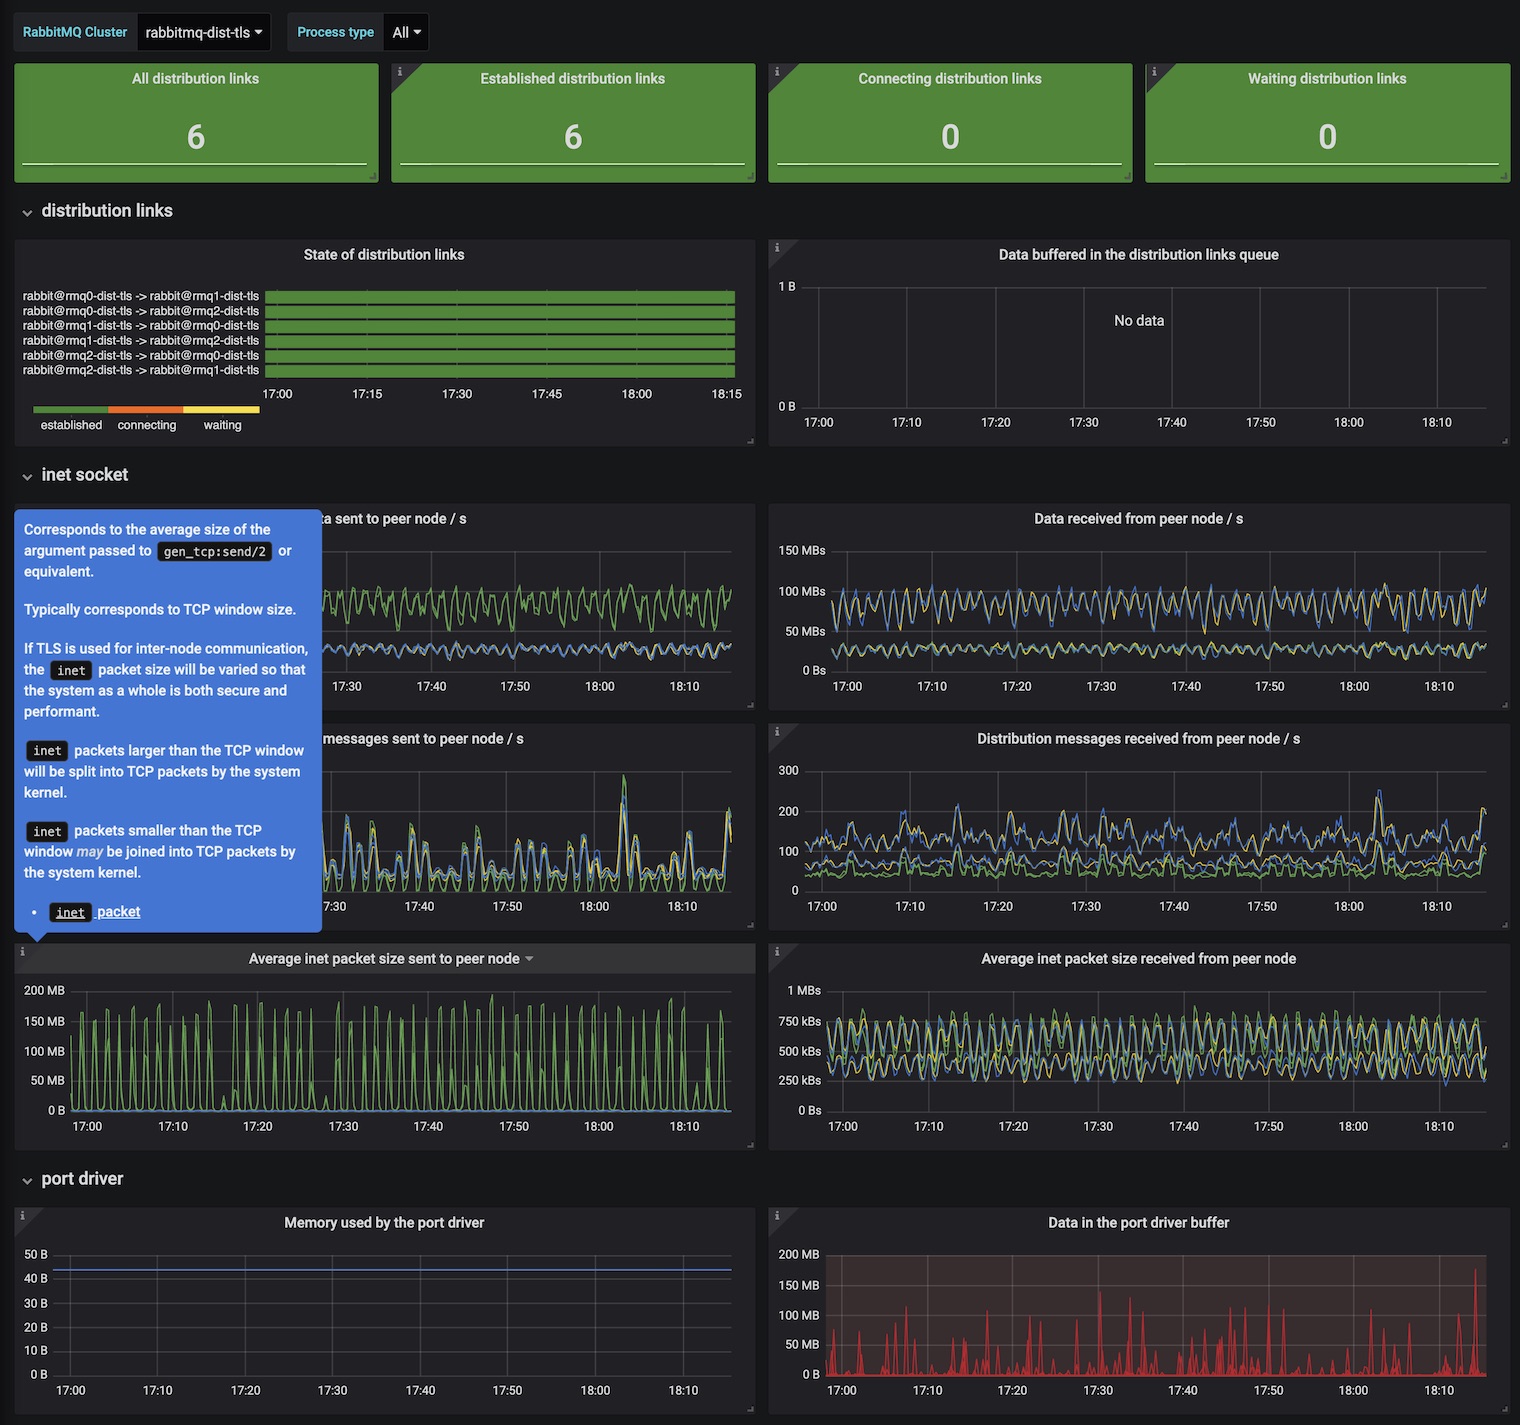 RabbitMQ Cluster rabbitmq-dist-tls Process type All
All distribution links
6
Established distribution links
6
Connecting distribution links
0
Waiting distribution links
0
distribution links
State of distribution links
rabbit@rmq0-dist-tls -> rabbit@rmq1-dist-tls
rabbit@rmq0-dist-tls -> rabbit@rmq2-dist-tls
rabbit@rmq1-dist-tls -> rabbit@rmq0-dist-tls
rabbit@rmq1-dist-tls -> rabbit@rmq2-dist-tls
rabbit@rmq2-dist-tls -> rabbit@rmq0-dist-tls
rabbit@rmq2-dist-tls -> rabbit@rmq1-dist-tls
17:00 17:15 17:30 17:45 18:00 18:15
established connecting waiting
Data buffered in the distribution links queue
1 B
No data
0 B
17:00 17:10 17:20 17:30 17:40 17:50 18:00 18:10
inet socket
Corresponds to the average size of the
argument passed to gen_tcp:send/2 or
equivalent.
Typically corresponds to TCP window size.
If TLS is used for inter-node communication,
the inet packet size will be varied so that
the system as a whole is both secure and
performant.
inet packets larger than the TCP window
will be split into TCP packets by the system
kernel.
inet packets smaller than the TCP
window may be joined into TCP packets by
the system kernel.
• inet packet
ta sent to peer node / s
17:30 17:40 17:50 18:00 18:10
Data received from peer node / s
150 MBs
100 MBs
50 MBs
0 Bs
17:00 17:10 17:20 17:30 17:40 17:50 18:00 18:10
messages sent to peer node / s
7:30 17:40 17:50 18:00 18:10
Distribution messages received from peer node / s
300
200
100
0
17:00 17:10 17:20 17:30 17:40 17:50 18:00 18:10
Average inet packet size sent to peer node
200 MB
150 MB
100 MB
50 MB
0 B
17:00 17:10 17:20 17:30 17:40 17:50 18:00 18:10
Average inet packet size received from peer node
1 MBs
750 kBs
500 kBs
250 kBs
0 Bs
17:00 17:10 17:20 17:30 17:40 17:50 18:00 18:10
port driver
Memory used by the port driver
50 B
40 B
30 B
20 B
10 B
0 B
17:00 17:10 17:20 17:30 17:40 17:50 18:00 18:10
Data in the port driver buffer
200 MB
150 MB
100 MB
50 MB
0 B
17:00 17:10 17:20 17:30 17:40 17:50 18:00 18:10